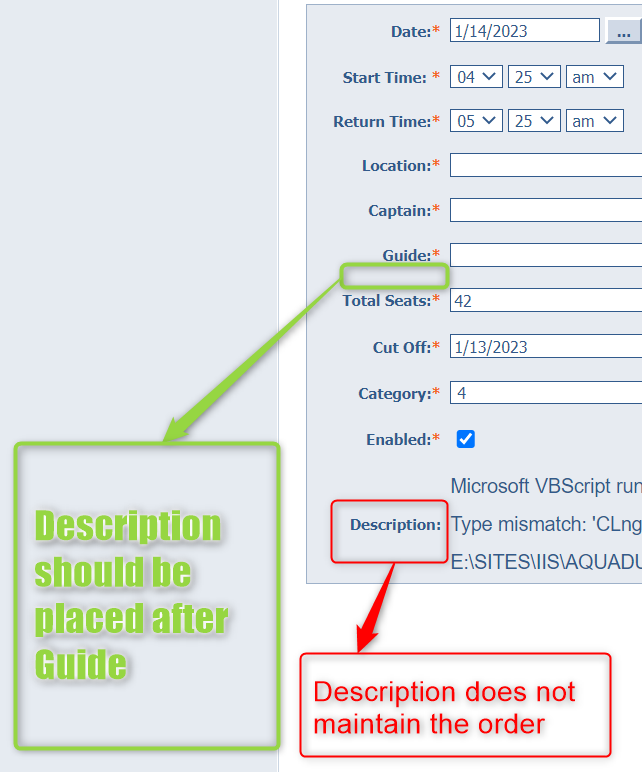 Date:* 1/14/2023 ...
Start Time: * 04 25 am
Return Time:* 05 25 am
Location:*
Captain:*
Guide:*
Total Seats:* 42
Cut Off:* 1/13/2023
Category:* 4
Enabled:*
Microsoft VBScript run
Description: Type mismatch: 'CLng
E:\SITES\IIS\AQUADU
Description
should be
placed after
Guide
Description does not
maintain the order